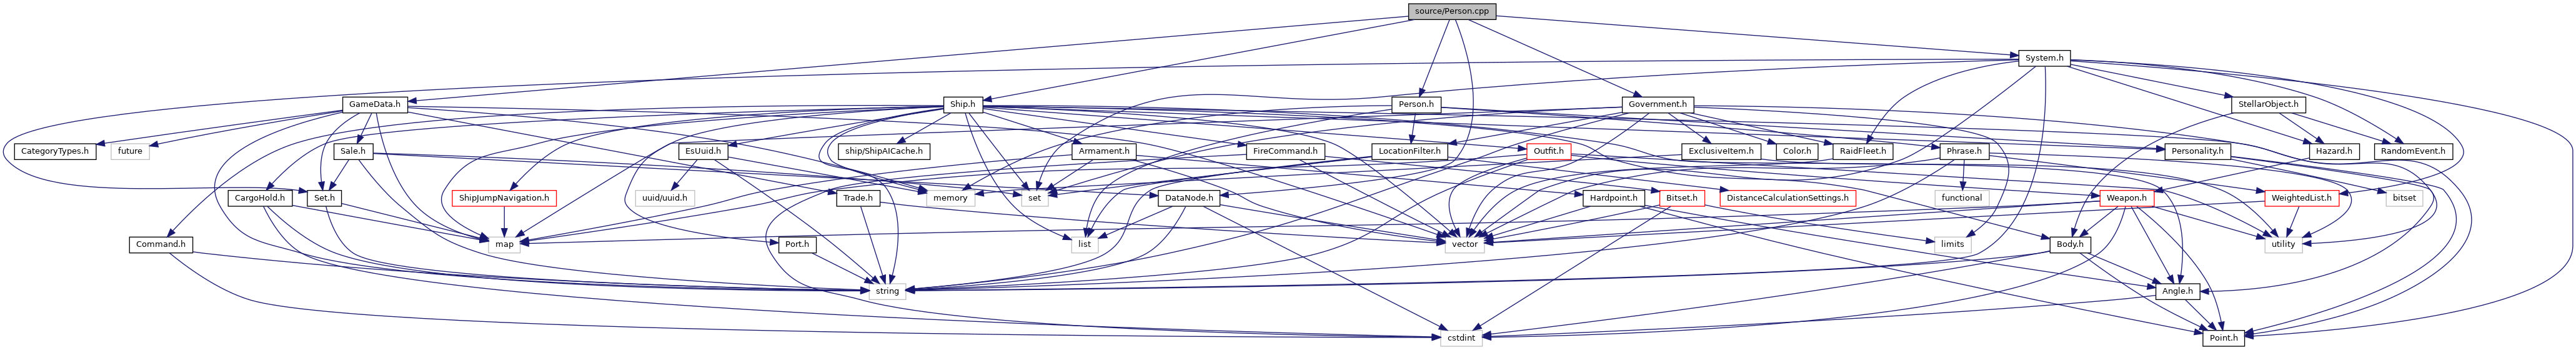 source/Person.cpp
System.h
GameData.h
Ship.h
Person.h
Government.h
StellarObject.h
CategoryTypes.h
future
Sale.h
EsUuid.h
ship/ShipAICache.h
Armament.h
FireCommand.h
LocationFilter.h
Outfit.h
ExclusiveItem.h
Color.h
RaidFleet.h
Phrase.h
Personality.h
Hazard.h
RandomEvent.h
CargoHold.h
Set.h
ShipJumpNavigation.h
uuid/uuid.h
Trade.h
memory
set
DataNode.h
Hardpoint.h
Bitset.h
DistanceCalculationSettings.h
functional
Weapon.h
WeightedList.h
bitset
Command.h
map
Port.h
list
vector
limits
Body.h
utility
string
Angle.h
cstdint
Point.h